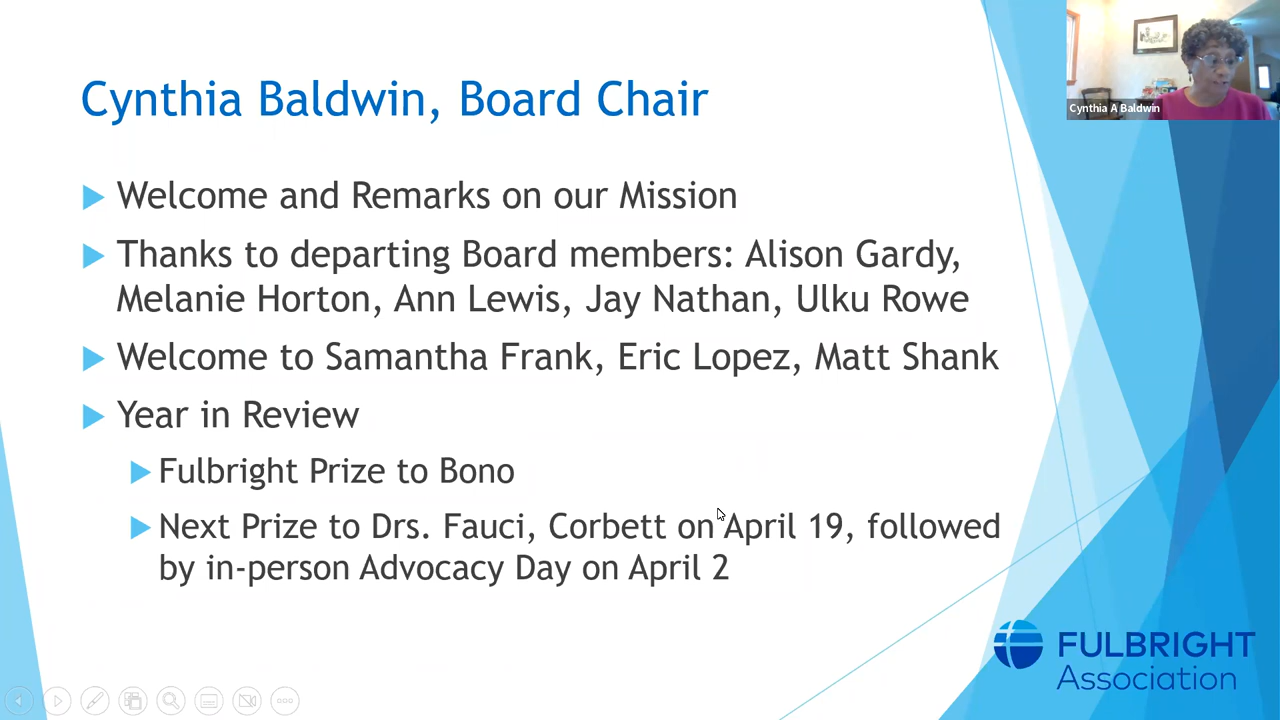 Cynthia Baldwin, Board Chair
Cynthia A Baldwin
Welcome and Remarks on our Mission
Thanks to departing Board members: Alison Gardy,
Melanie Horton, Ann Lewis, Jay Nathan, Ulku Rowe
Welcome to Samantha Frank, Eric Lopez, Matt Shank
Year in Review
Fulbright Prize to Bono
Next Prize to Drs. Fauci, Corbett on April 19, followed
by in-person Advocacy Day on April 2
FULBRIGHT
Association